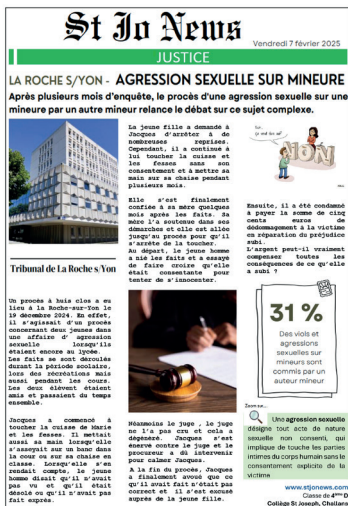 St Jo News
Vendredi 7 février 2025
JUSTICE
LA ROCHE S/YON - AGRESSION SEXUELLE SUR MINEURE
Après plusieurs mois d'enquête, le procès d'une agression sexuelle sur une
mineure par un autre mineur relance le débat sur ce sujet complexe.
Tribunal de La Roche s/Yon
Un procès à huis clos a eu
lieu à la Roche-sur-Yon le
19 décembre 2024. En effet,
il s'agissait d'un procès
concernant deux jeunes dans
une affaire d' agression
sexuelle lorsqu'ils
étaient encore au lycée.
Les faits se sont déroulés
durant la période scolaire,
lors des récréations mais
aussi pendant les cours.
Les deux élèvent étaient
amis et passaient du temps
ensemble.
Jacques a commencé à
toucher la cuisse de Marie
et les fesses. Il mettait
aussi sa main lorsqu'elle
s'asseyait sur un banc dans
la cour ou sur sa chaise en
classe. Lorsqu'elle s'en
rendait compte, le jeune
homme disait qu'il n'avait
pas vu et qu'il était
désolé ou qu'il n'avait pas
fait exprès.
La jeune fille a demandé à
Jacques d'arrêter à de
nombreuses reprises.
Cependant, il a continué à
lui toucher la cuisse et
les fesses sans son
consentement et à mettre sa
main sur sa chaise pendant
plusieurs mois.
Elle s'est finalement
confiée à sa mère quelques
mois après les faits. Sa
mère l'a soutenue dans ses
démarches et elle est allée
jusqu'au procès pour qu'il
s'arrête de la toucher.
Au départ, le jeune homme
a nié les faits et a essayé
de faire croire qu'elle
était consentante pour
tenter de s'innocenter.
Néanmoins le juge , le juge
ne l'a pas cru et cela a
dégénéré. Jacques s'est
énervé contre le juge et le
procureur a dû intervenir
pour calmer Jacques.
A la fin du procès, Jacques
a finalement avoué que ce
qu'il avait fait n'était pas
correct et il s'est excusé
auprès de la jeune fille.
NON
Ensuite, il a été condamné
à payer la somme de cinq
cents euros de
dédommagement à la victime
en réparation du préjudice
subi.
L'argent peut-il vraiment
compenser toutes les
conséquences de ce qu'elle
a subi ?
31 %
Des viols et
agressions
sexuelles sur
mineurs sont
commis par un
auteur mineur
Zoom sur...
Une agression sexuelle
désigne tout acte de nature
sexuelle non consenti, qui
implique de touche les parties
intimes du corps humain sans le
consentement explicite de la
victime
www.stjonews.com
Classe de 4ème D
Collège St Joseph, Challans